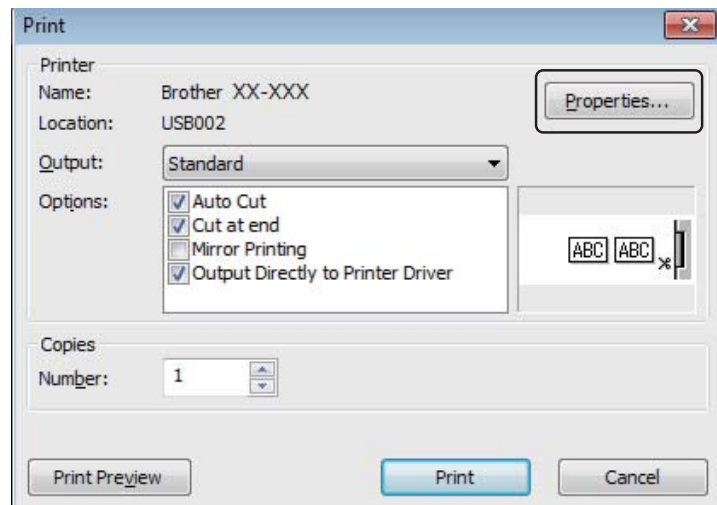 Print
Printer
Name: Brother XX-XXX
Properties...
Location: USB002
Output: Standard
Options: Auto Cut
Cut at end
Mirror Printing
Output Directly to Printer Driver
ABC ABC
Copies
Number: 1
Print Preview Print Cancel